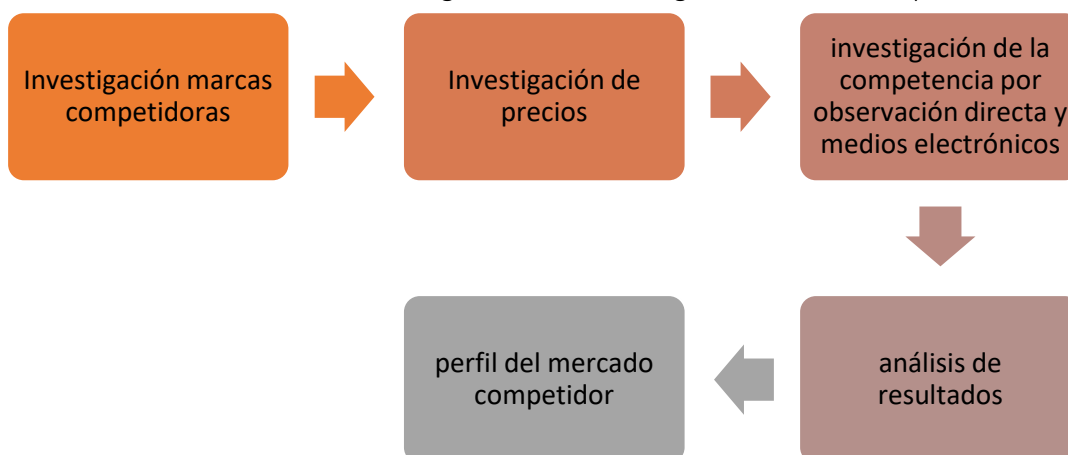 Investigación marcas
competidoras
Investigación de
precios
investigación de la
competencia por
observación directa y
medios electrónicos
análisis de
resultados
perfil del mercado
competidor